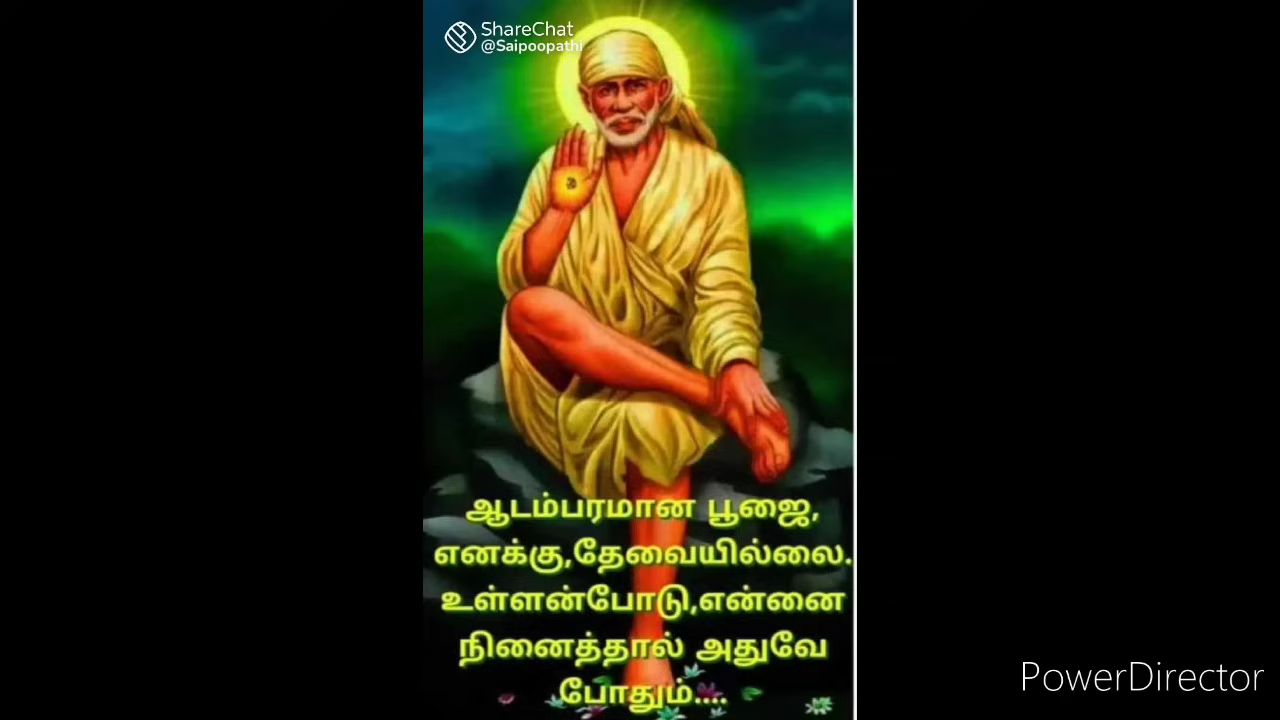 ShareChat
@Saipoopathi
ஆடம்பரமான பூஜை,
எனக்கு,தேவையில்லை.
உள்ளன்போடு,என்னை
நினைத்தால் அதுவே
போதும்....
PowerDirector